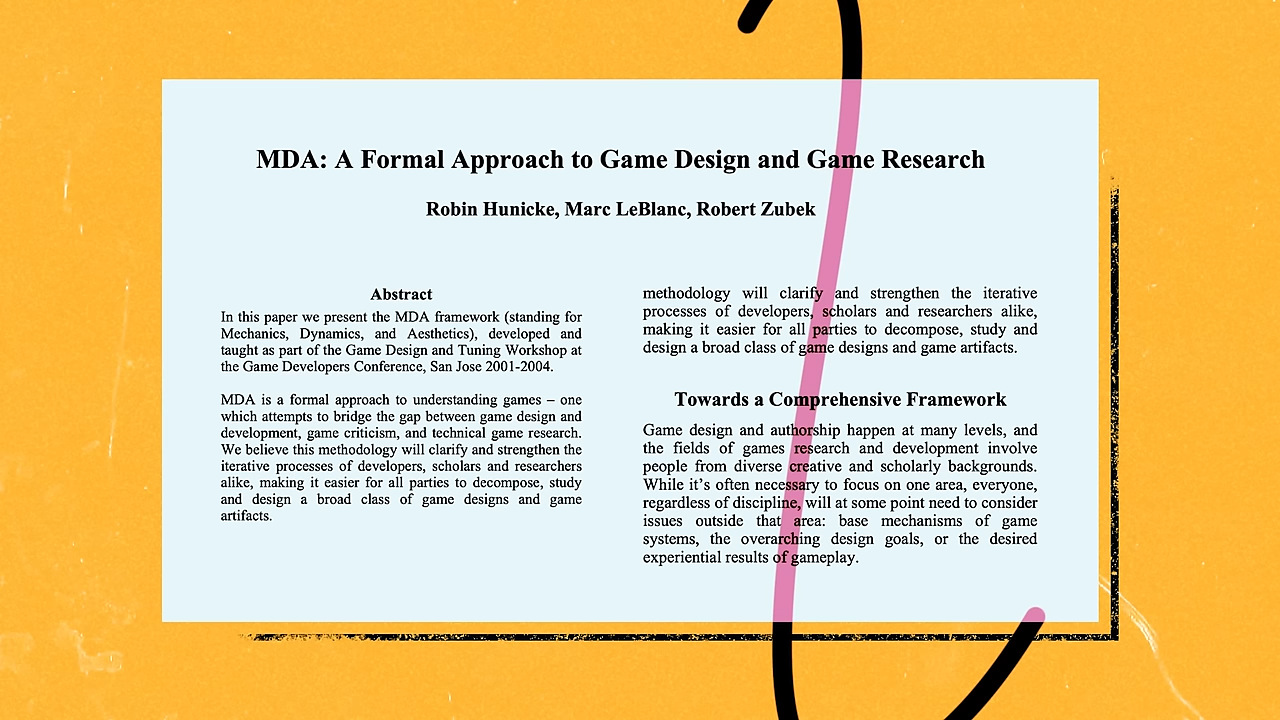 MDA: A Formal Approach to Game Design and Game Research
Robin Hunicke, Marc LeBlanc, Robert Zubek
Abstract
In this paper we present the MDA framework (standing for
Mechanics, Dynamics, and Aesthetics), developed and
taught as part of the Game Design and Tuning Workshop at
the Game Developers Conference, San Jose 2001-2004.
MDA is a formal approach to understanding games – one
which attempts to bridge the gap between game design and
development, game criticism, and technical game research.
We believe this methodology will clarify and strengthen the
iterative processes of developers, scholars and researchers
alike, making it easier for all parties to decompose, study
and design a broad class of game designs and game
artifacts.
methodology will clarify and strengthen the iterative
processes of developers, scholars and researchers alike,
making it easier for all parties to decompose, study and
design a broad class of game designs and game artifacts.
Towards a Comprehensive Framework
Game design and authorship happen at many levels, and
the fields of games research and development involve
people from diverse creative and scholarly backgrounds.
While it's often necessary to focus on one area, everyone,
regardless of discipline, will at some point need to consider
issues outside that area: base mechanisms of game
systems, the overarching design goals, or the desired
experiential results of gameplay.